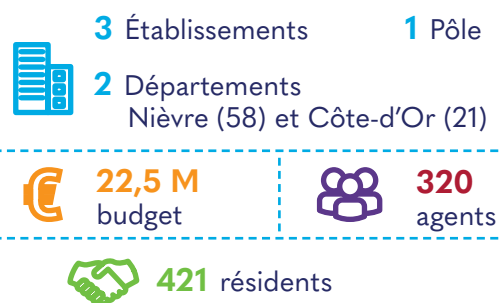 3 Établissements
1 Pôle
2 Départements
Nièvre (58) et Côte-d'Or (21)
22,5 M
budget
320
agents
421 résidents